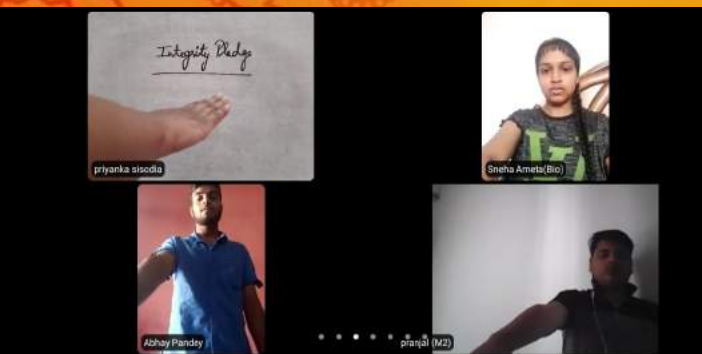 Integrity Pledge
priyanka sisodia
Sneha Ameta(Bio)
Abhay Pandey
pranjal (M2)